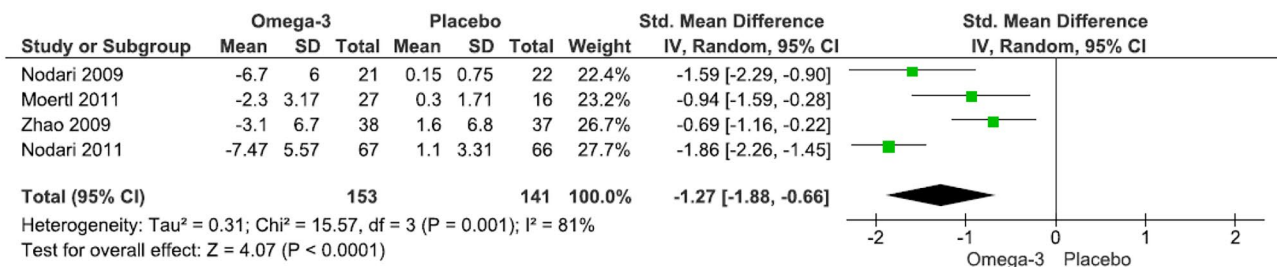 Omega-3 Placebo Std. Mean Difference Std. Mean Difference
Study or Subgroup Mean SD Total Mean SD Total Weight IV, Random, 95% CI IV, Random, 95% CI
Nodari 2009 -6.7 6 21 0.15 0.75 22 22.4% -1.59 [-2.29, -0.90]
Moertl 2011 -2.3 3.17 27 0.3 1.71 16 23.2% -0.94 [-1.59, -0.28]
Zhao 2009 -3.1 6.7 38 1.6 6.8 37 26.7% -0.69 [-1.16, -0.22]
Nodari 2011 -7.47 5.57 67 1.1 3.31 66 27.7% -1.86 [-2.26, -1.45]
Total (95% CI) 153 141 100.0% -1.27 [-1.88, -0.66]
Heterogeneity: Tau² = 0.31; Chi² = 15.57, df = 3 (P = 0.001); I² = 81%
Test for overall effect: Z = 4.07 (P < 0.0001)
-2 -1 0 1 2
Omega-3 Placebo